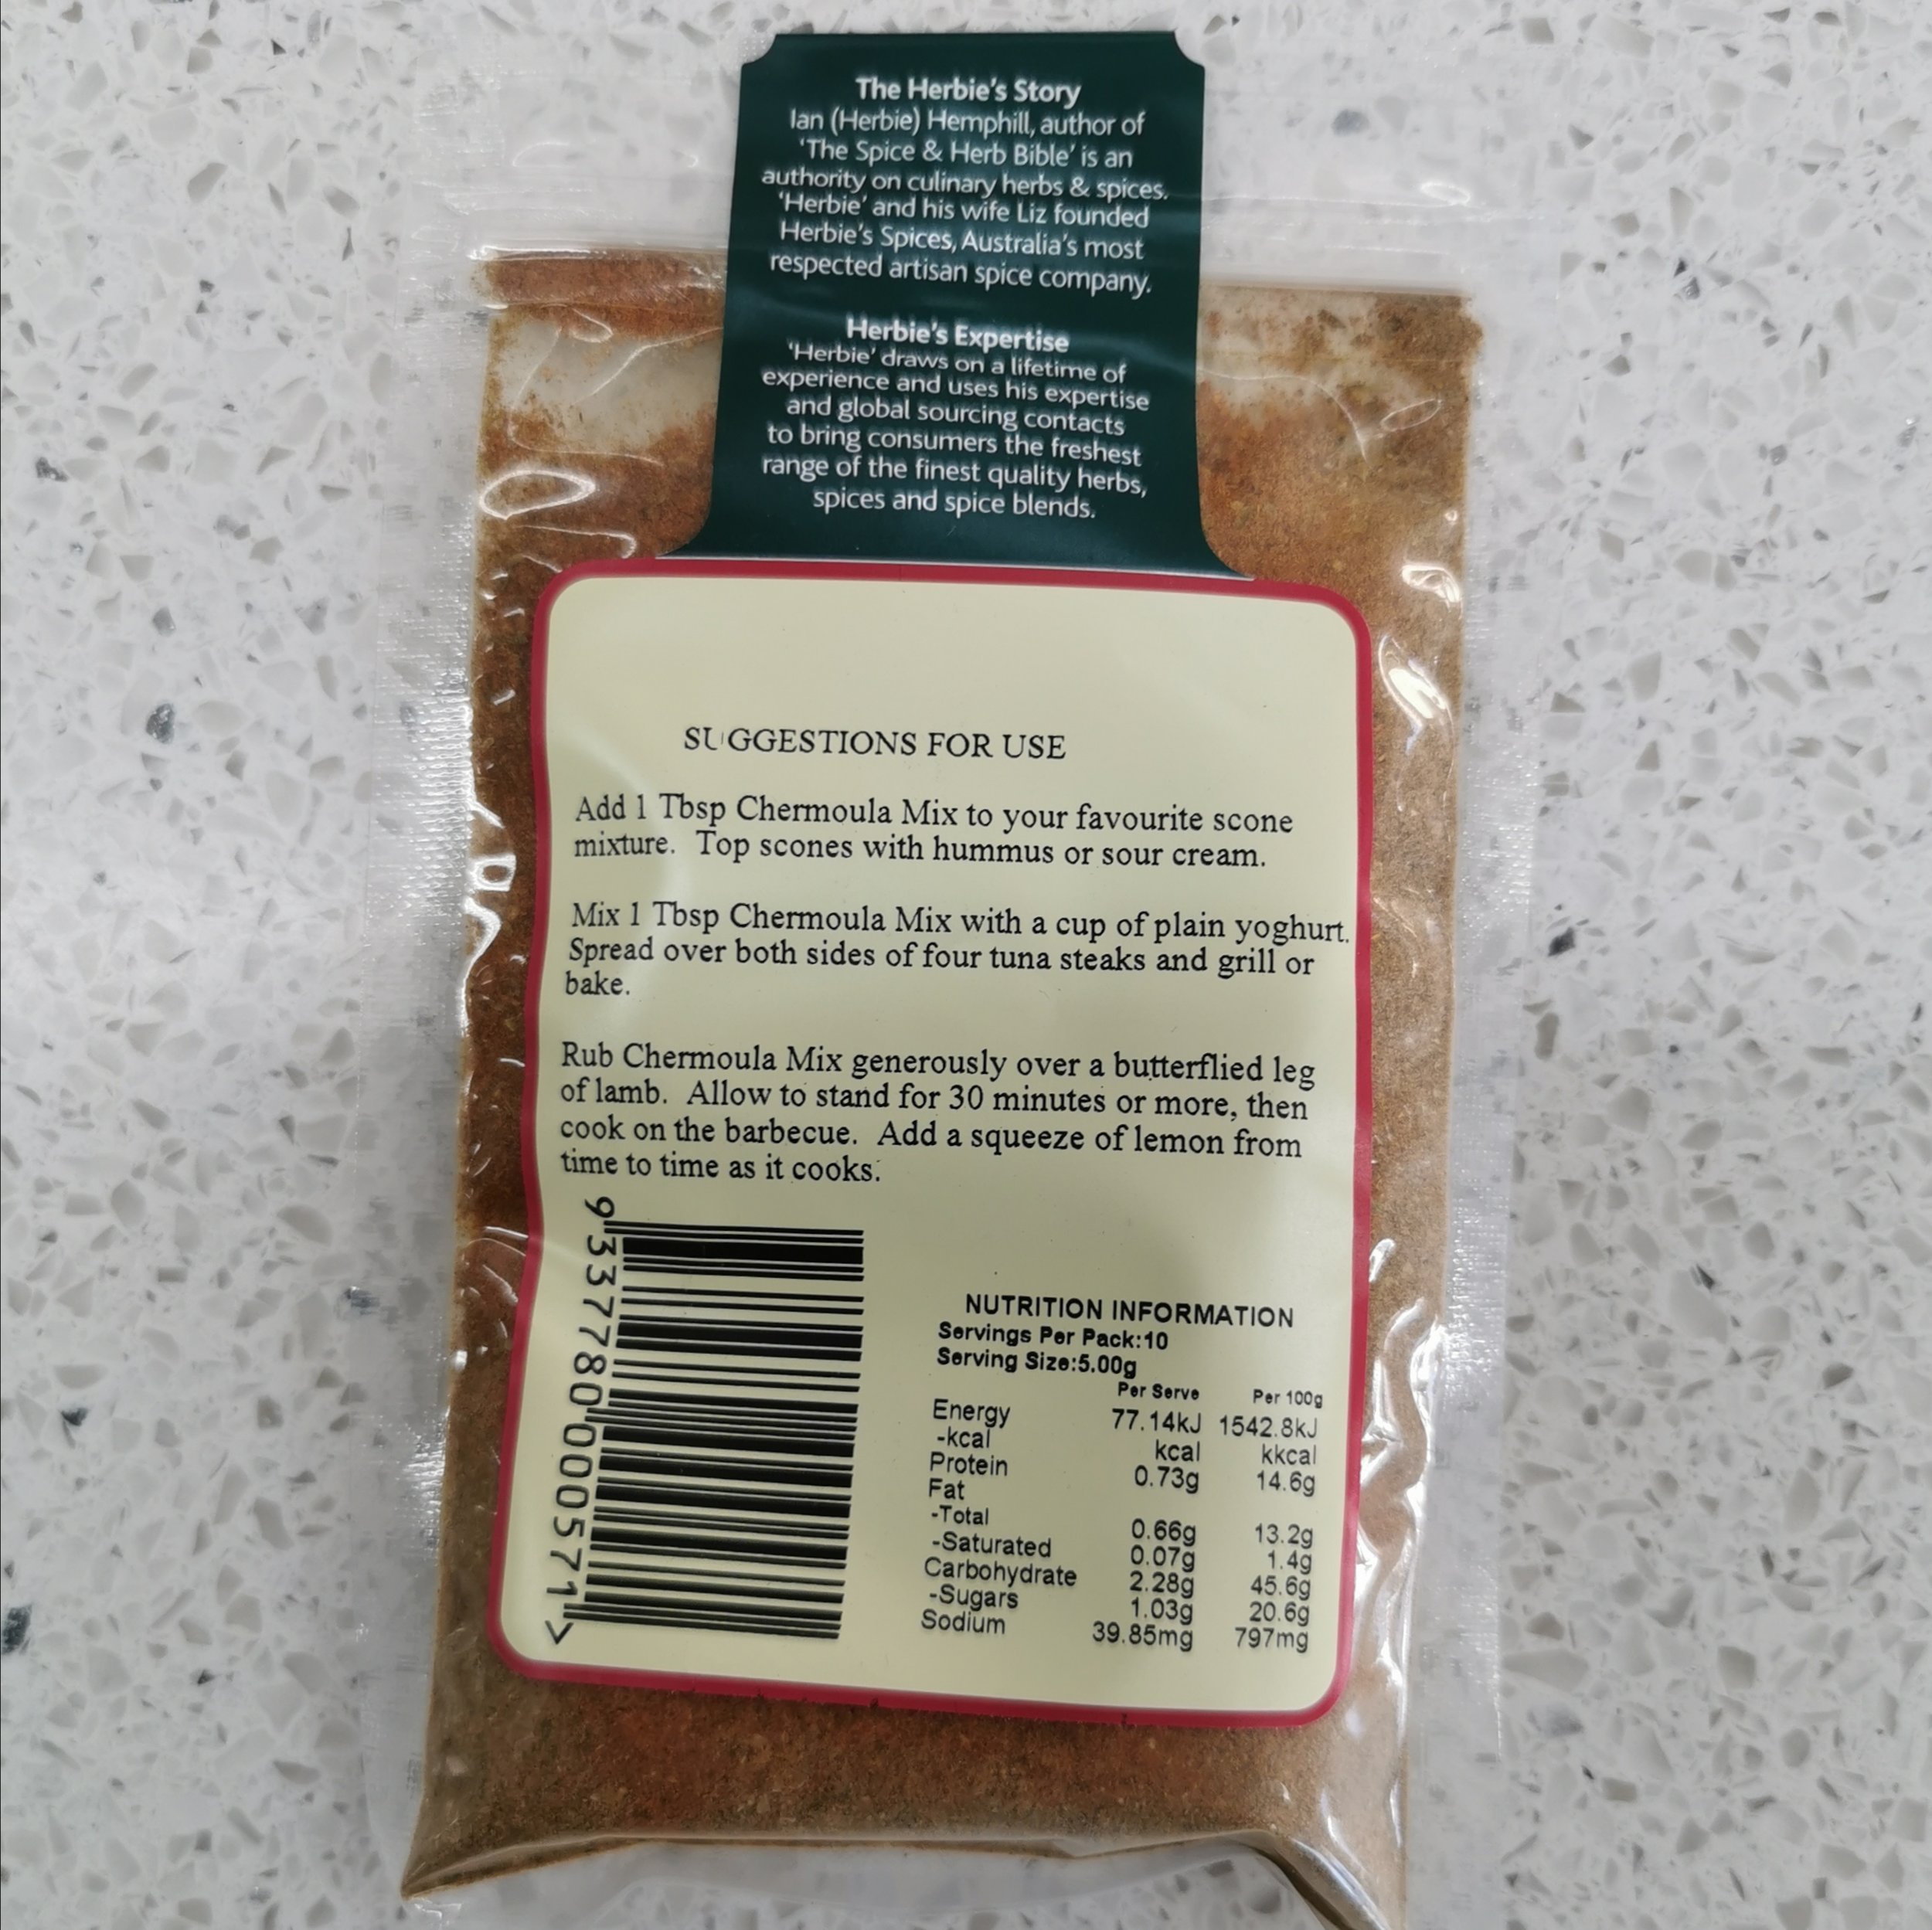 The Herbie's Story
Ian (Herbie) Hemphill, author of
'The Spice & Herb Bible' is an
authority on culinary herbs & spices.
'Herbie' and his wife Liz founded
Herbie's Spices, Australia's most
respected artisan spice company.
Herbie's Expertise
'Herbie' draws on a lifetime of
experience and uses his expertise
and global sourcing contacts
to bring consumers the freshest
range of the finest quality herbs,
spices and spice blends.
SUGGESTIONS FOR USE
Add 1 Tbsp Chermoula Mix to your favourite scone
mixture. Top scones with hummus or sour cream.
Mix 1 Tbsp Chermoula Mix with a cup of plain yoghurt.
Spread over both sides of four tuna steaks and grill or
bake.
Rub Chermoula Mix generously over a butterflied leg
of lamb. Allow to stand for 30 minutes or more, then
cook on the barbecue. Add a squeeze of lemon from
time to time as it cooks.
9 337780 000571 >
NUTRITION INFORMATION
Servings Per Pack:10
Serving Size:5.00g
Per Serve Per 100g
Energy 77.14kJ 1542.8kJ
-kcal kcal kkcal
Protein 0.73g 14.6g
Fat
-Total 0.66g 13.2g
-Saturated 0.07g 1.4g
Carbohydrate 2.28g 45.6g
-Sugars 1.03g 20.6g
Sodium 39.85mg 797mg